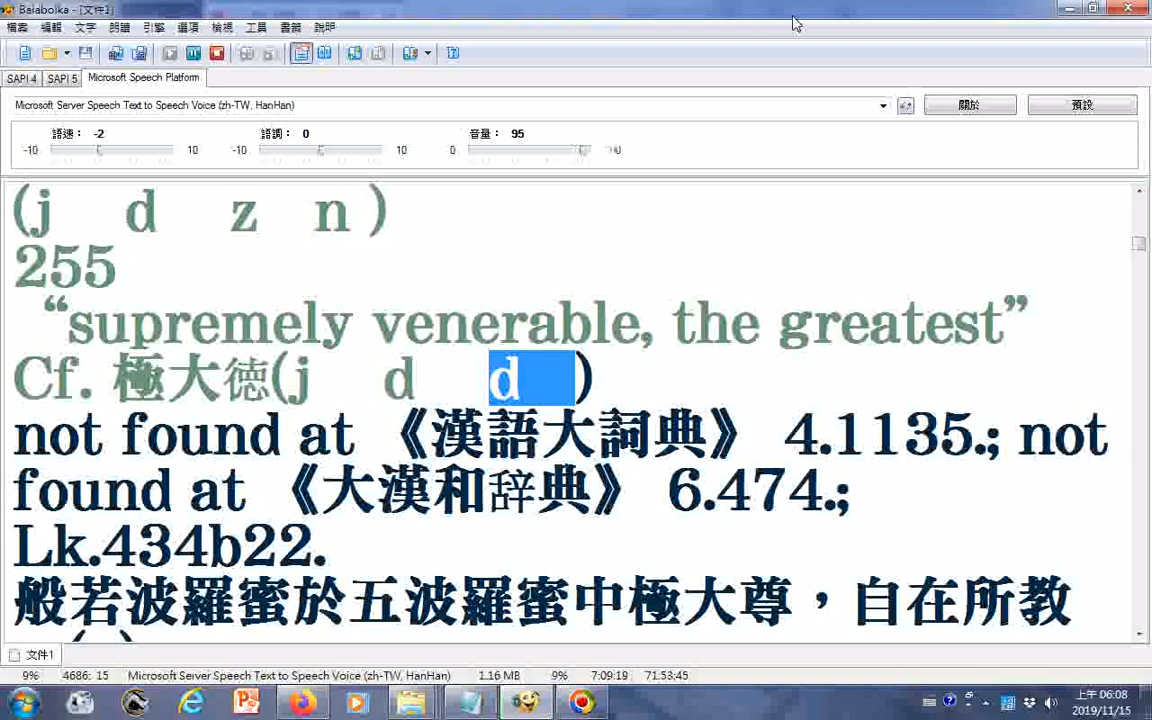 Balabolka - [文件1]
檔案 編輯 文字 朗讀 引擎 選項 檢視 工具 書籤 說明
SAPI 4 SAPI 5 Microsoft Speech Platform
Microsoft Server Speech Text to Speech Voice (zh-TW, HanHan) 關於 預設
語速： -2 語調： 0 音量： 95
-10 10 -10 10 0 100
(j d z n )
255
“supremely venerable, the greatest”
Cf. 極大徳(j d d )
not found at 《漢語大詞典》 4.1135.; not
found at 《大漢和辞典》 6.474.;
Lk.434b22.
般若波羅蜜於五波羅蜜中極大尊，自在所教
文件1
9% 4686: 15 Microsoft Server Speech Text to Speech Voice (zh-TW, HanHan) 1.16 MB 9% 7:09:19 71:53:45
上午 06:08
2019/11/15